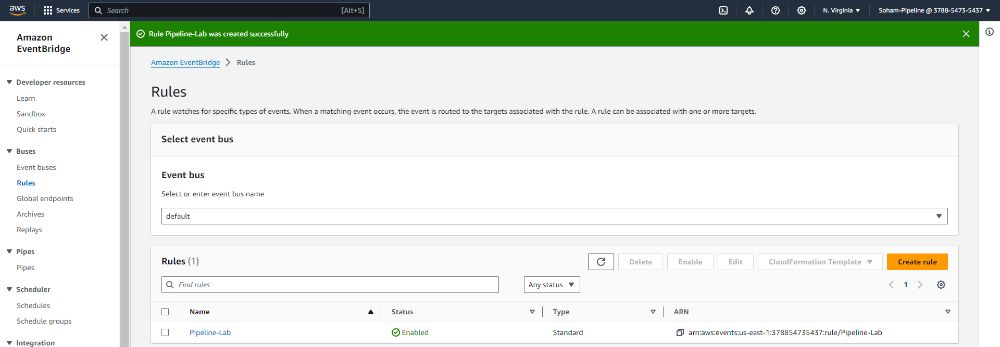 aws
Services
Search
[Alt+S]
N. Virginia
Soham-Pipeline @ 3788-5473-5437
Amazon
EventBridge
Developer resources
Learn
Sandbox
Quick starts
Buses
Event buses
Rules
Global endpoints
Archives
Replays
Pipes
Pipes
Scheduler
Schedules
Schedule groups
Integration
Rule Pipeline-Lab was created successfully
Amazon EventBridge > Rules
Rules
A rule watches for specific types of events. When a matching event occurs, the event is routed to the targets associated with the rule. A rule can be associated with one or more targets.
Select event bus
Event bus
Select or enter event bus name
default
Rules (1)
Delete
Enable
Edit
CloudFormation Template
Create rule
Find rules
Any status
1
Name
Status
Type
ARN
Pipeline-Lab
Enabled
Standard
arn:aws:events:us-east-1:378854735437:rule/Pipeline-Lab